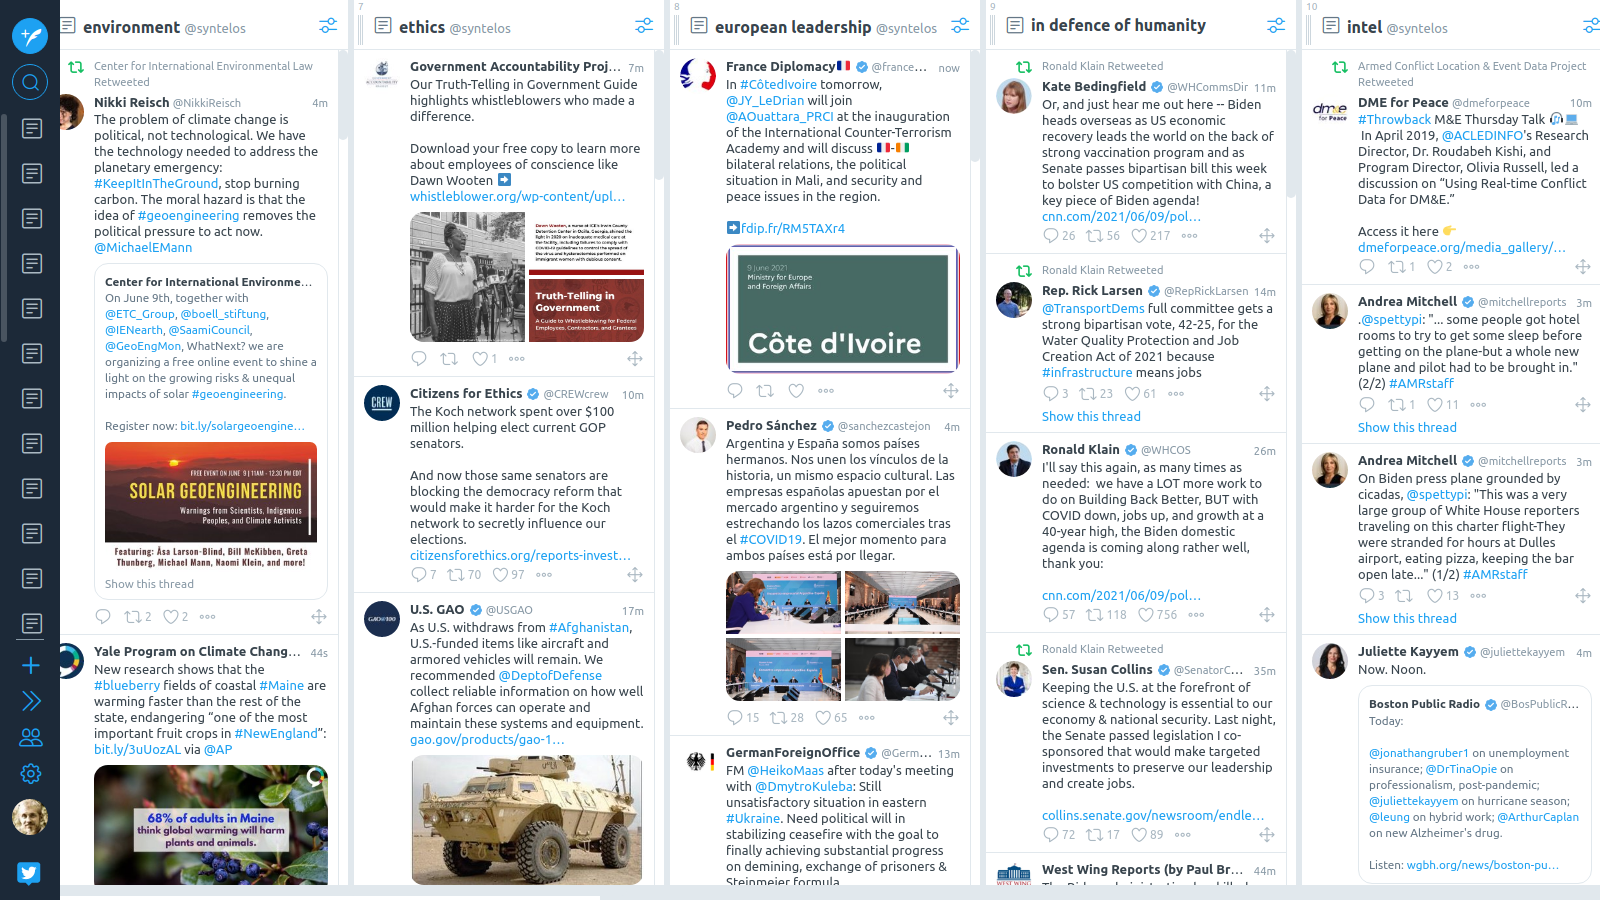 environment @syntelos
Center for International Environmental Law
Retweeted
Nikki Reisch @NikkiReisch 4m
The problem of climate change is
political, not technological. We have
the technology needed to address the
planetary emergency:
#KeepItInTheGround, stop burning
carbon. The moral hazard is that the
idea of #geoengineering removes the
political pressure to act now.
@MichaelEMann
Center for International Environme...
On June 9th, together with
@ETC_Group, @boell_stiftung,
@IENearth, @SaamiCouncil,
@GeoEngMon, WhatNext? we are
organizing a free online event to shine a
light on the growing risks & unequal
impacts of solar #geoengineering.
Register now: bit.ly/solargeoengine…
FREE EVENT ON JUNE 9 | 11AM - 12:30 PM EDT
SOLAR GEOENGINEERING
Warnings from Scientists, Indigenous
Peoples, and Climate Activists
Featuring: Åsa Larson-Blind, Bill McKibben, Greta
Thunberg, Michael Mann, Naomi Klein, and more!
Show this thread
2 2
Yale Program on Climate Chang... 44s
New research shows that the
#blueberry fields of coastal #Maine are
warming faster than the rest of the
state, endangering “one of the most
important fruit crops in #NewEngland”:
bit.ly/3uUozAL via @AP
68% of adults in Maine
think global warming will harm
plants and animals.
7
ethics @syntelos
Government Accountability Proj... 7m
Our Truth-Telling in Government Guide
highlights whistleblowers who made a
difference.
Download your free copy to learn more
about employees of conscience like
Dawn Wooten
whistleblower.org/wp-content/upl…
Truth-Telling in
Government
A Guide to Whistleblowing for Federal
Employees, Contractors, and Grantees
1
CREW
Citizens for Ethics @CREWcrew 10m
The Koch network spent over $100
million helping elect current GOP
senators.
And now those same senators are
blocking the democracy reform that
would make it harder for the Koch
network to secretly influence our
elections.
citizensforethics.org/reports-invest…
7 70 97
GAO@100
U.S. GAO @USGAO 17m
As U.S. withdraws from #Afghanistan,
U.S.-funded items like aircraft and
armored vehicles will remain. We
recommended @DeptofDefense
collect reliable information on how well
Afghan forces can operate and
maintain these systems and equipment.
gao.gov/products/gao-1…
8
european leadership @syntelos
France Diplomacy @france... now
In #CôtedIvoire tomorrow,
@JY_LeDrian will join
@AOuattara_PRCI at the inauguration
of the International Counter-Terrorism
Academy and will discuss -
bilateral relations, the political
situation in Mali, and security and
peace issues in the region.
fdip.fr/RM5TAXr4
9 June 2021
Ministry for Europe
and Foreign Affairs
Côte d'Ivoire
Pedro Sánchez @sanchezcastejon 4m
Argentina y España somos países
hermanos. Nos unen los vínculos de la
historia, un mismo espacio cultural. Las
empresas españolas apuestan por el
mercado argentino y seguiremos
estrechando los lazos comerciales tras
el #COVID19. El mejor momento para
ambos países está por llegar.
15 28 65
GermanForeignOffice @Germ... 13m
FM @HeikoMaas after today's meeting
with @DmytroKuleba: Still
unsatisfactory situation in eastern
#Ukraine. Need political will in
stabilizing ceasefire with the goal to
finally achieving substantial progress
on demining, exchange of prisoners &
Steinmeier formula.
9
in defence of humanity
Ronald Klain Retweeted
Kate Bedingfield @WHCommsDir 11m
Or, and just hear me out here -- Biden
heads overseas as US economic
recovery leads the world on the back of
strong vaccination program and as
Senate passes bipartisan bill this week
to bolster US competition with China, a
key piece of Biden agenda!
cnn.com/2021/06/09/pol…
26 56 217
Ronald Klain Retweeted
Rep. Rick Larsen @RepRickLarsen 14m
@TransportDems full committee gets a
strong bipartisan vote, 42-25, for the
Water Quality Protection and Job
Creation Act of 2021 because
#infrastructure means jobs
3 23 61
Show this thread
Ronald Klain @WHCOS 26m
I'll say this again, as many times as
needed: we have a LOT more work to
do on Building Back Better, BUT with
COVID down, jobs up, and growth at a
40-year high, the Biden domestic
agenda is coming along rather well,
thank you:
cnn.com/2021/06/09/pol…
57 118 756
Ronald Klain Retweeted
Sen. Susan Collins @SenatorC... 35m
Keeping the U.S. at the forefront of
science & technology is essential to our
economy & national security. Last night,
the Senate passed legislation I co-
sponsored that would make targeted
investments to preserve our leadership
and create jobs.
collins.senate.gov/newsroom/endle…
72 17 89
WEST WING
West Wing Reports (by Paul Br... 44m
10
intel @syntelos
Armed Conflict Location & Event Data Project
Retweeted
dme
for Peace
DME for Peace @dmeforpeace 10m
#Throwback M&E Thursday Talk
In April 2019, @ACLEDINFO's Research
Director, Dr. Roudabeh Kishi, and
Program Director, Olivia Russell, led a
discussion on “Using Real-time Conflict
Data for DM&E.”
Access it here
dmeforpeace.org/media_gallery/…
1 2
Andrea Mitchell @mitchellreports 3m
.@spettypi: "... some people got hotel
rooms to try to get some sleep before
getting on the plane-but a whole new
plane and pilot had to be brought in."
(2/2) #AMRstaff
1 11
Show this thread
Andrea Mitchell @mitchellreports 3m
On Biden press plane grounded by
cicadas, @spettypi: "This was a very
large group of White House reporters
traveling on this charter flight-They
were stranded for hours at Dulles
airport, eating pizza, keeping the bar
open late..." (1/2) #AMRstaff
3 13
Show this thread
Juliette Kayyem @juliettekayyem 4m
Now. Noon.
Boston Public Radio @BosPublicR...
Today:
@jonathangruber1 on unemployment
insurance; @DrTinaOpie on
professionalism, post-pandemic;
@juliettekayyem on hurricane season;
@leung on hybrid work; @ArthurCaplan
on new Alzheimer's drug.
Listen: wgbh.org/news/boston-pu…